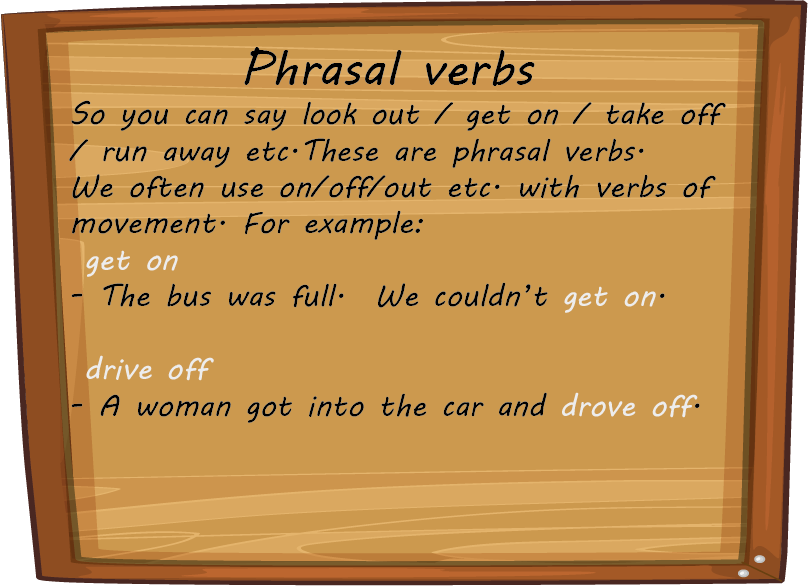 Phrasal verbs
So you can say look out / get on / take off
/ run away etc.These are phrasal verbs.
We often use on/off/out etc. with verbs of
movement. For example:
get on
- The bus was full. We couldn’t get on.
drive off
- A woman got into the car and drove off.